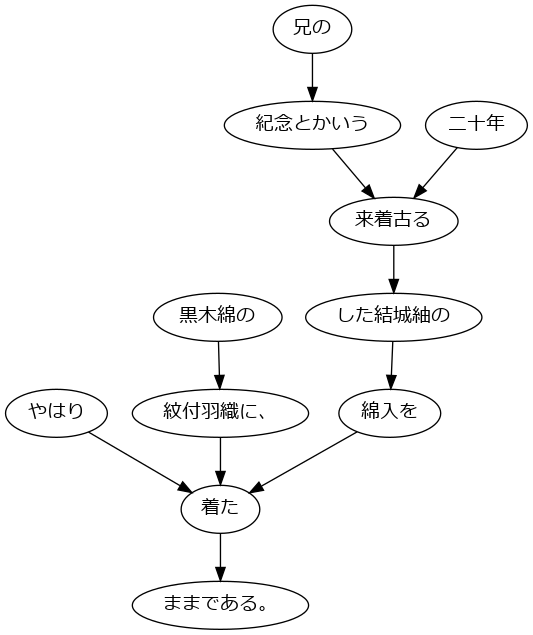 兄の
紀念とかいう
二十年
来着古る
黒木綿の
した結城紬の
やはり
紋付羽織に、
綿入を
着た
ままである。